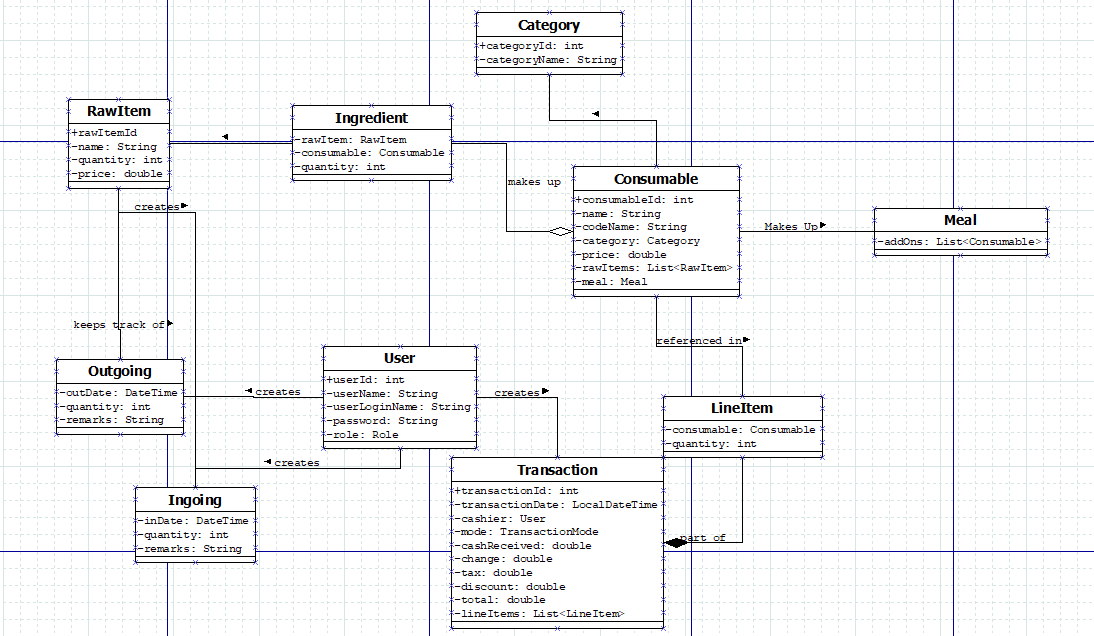 Category
+categoryId: int
-categoryName: String
RawItem
+rawItemId
-name: String
-quantity: int
-price: double
Ingredient
-rawItem: RawItem
-consumable: Consumable
-quantity: int
makes up
Consumable
+consumableId: int
-name: String
-codeName: String
-category: Category
-price: double
-rawItems: List<RawItem>
-meal: Meal
Makes Up
Meal
-addOns: List<Consumable>
creates
keeps track of
referenced in
Outgoing
-outDate: DateTime
-quantity: int
-remarks: String
creates
User
+userId: int
-userName: String
-userLoginName: String
-password: String
-role: Role
creates
LineItem
-consumable: Consumable
-quantity: int
creates
Ingoing
-inDate: DateTime
-quantity: int
-remarks: String
Transaction
+transactionId: int
-transactionDate: LocalDateTime
-cashier: User
-mode: TransactionMode
-cashReceived: double
-change: double
-tax: double
-discount: double
-total: double
-lineItems: List<LineItem>
part of